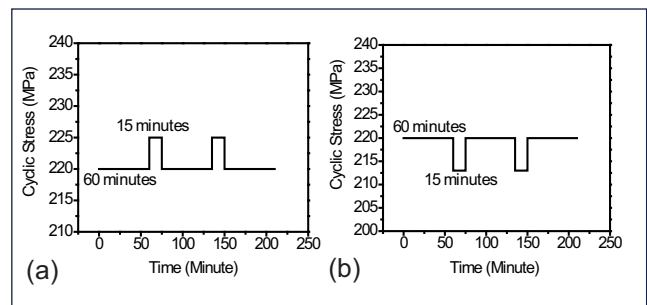 240
235
230
225
220
215
210
Cyclic Stress (MPa)
15 minutes
60 minutes
0 50 100 150 200 250
Time (Minute)
(a)
240
235
230
225
220
215
210
205
200
Cyclic Stress (MPa)
60 minutes
15 minutes
0 50 100 150 200 250
Time (Minute)
(b)